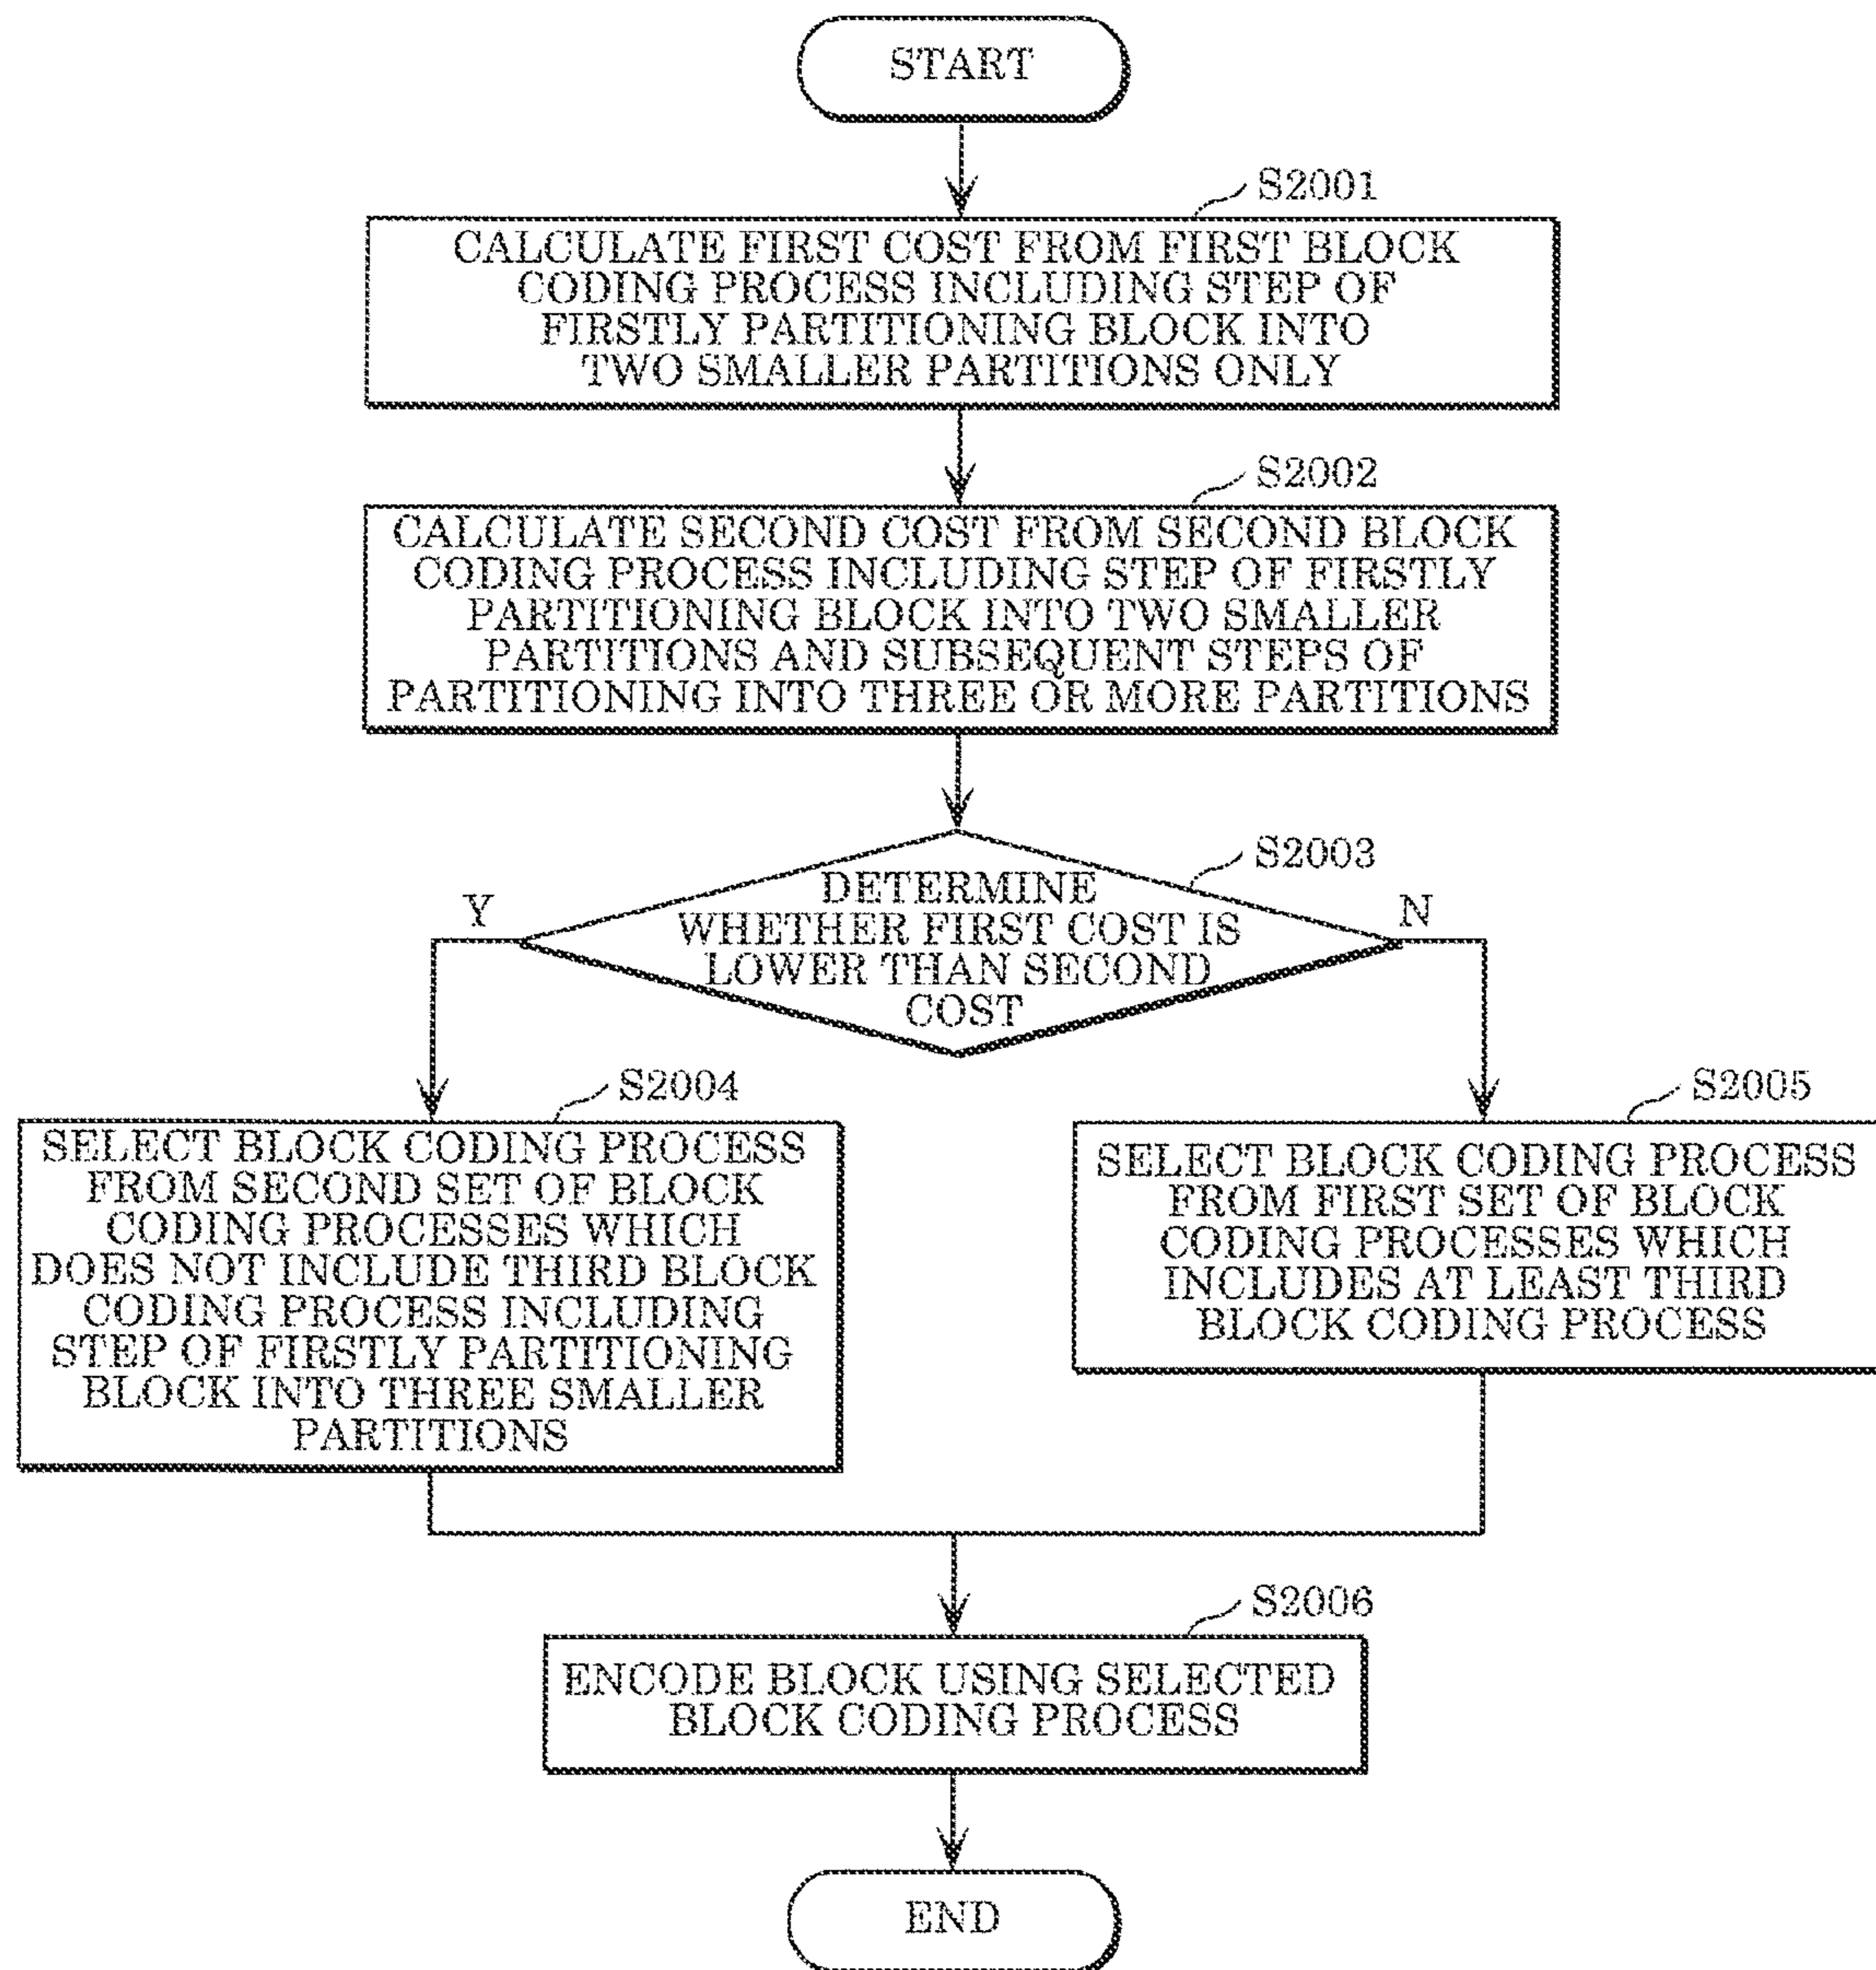 START
S2001
CALCULATE FIRST COST FROM FIRST BLOCK
CODING PROCESS INCLUDING STEP OF
FIRSTLY PARTITIONING BLOCK INTO
TWO SMALLER PARTITIONS ONLY
S2002
CALCULATE SECOND COST FROM SECOND BLOCK
CODING PROCESS INCLUDING STEP OF FIRSTLY
PARTITIONING BLOCK INTO TWO SMALLER
PARTITIONS AND SUBSEQUENT STEPS OF
PARTITIONING INTO THREE OR MORE PARTITIONS
S2003
DETERMINE
WHETHER FIRST COST IS
LOWER THAN SECOND
COST
Y
N
S2004
SELECT BLOCK CODING PROCESS
FROM SECOND SET OF BLOCK
CODING PROCESSES WHICH
DOES NOT INCLUDE THIRD BLOCK
CODING PROCESS INCLUDING
STEP OF FIRSTLY PARTITIONING
BLOCK INTO THREE SMALLER
PARTITIONS
S2005
SELECT BLOCK CODING PROCESS
FROM FIRST SET OF BLOCK
CODING PROCESSES WHICH
INCLUDES AT LEAST THIRD
BLOCK CODING PROCESS
S2006
ENCODE BLOCK USING SELECTED
BLOCK CODING PROCESS
END